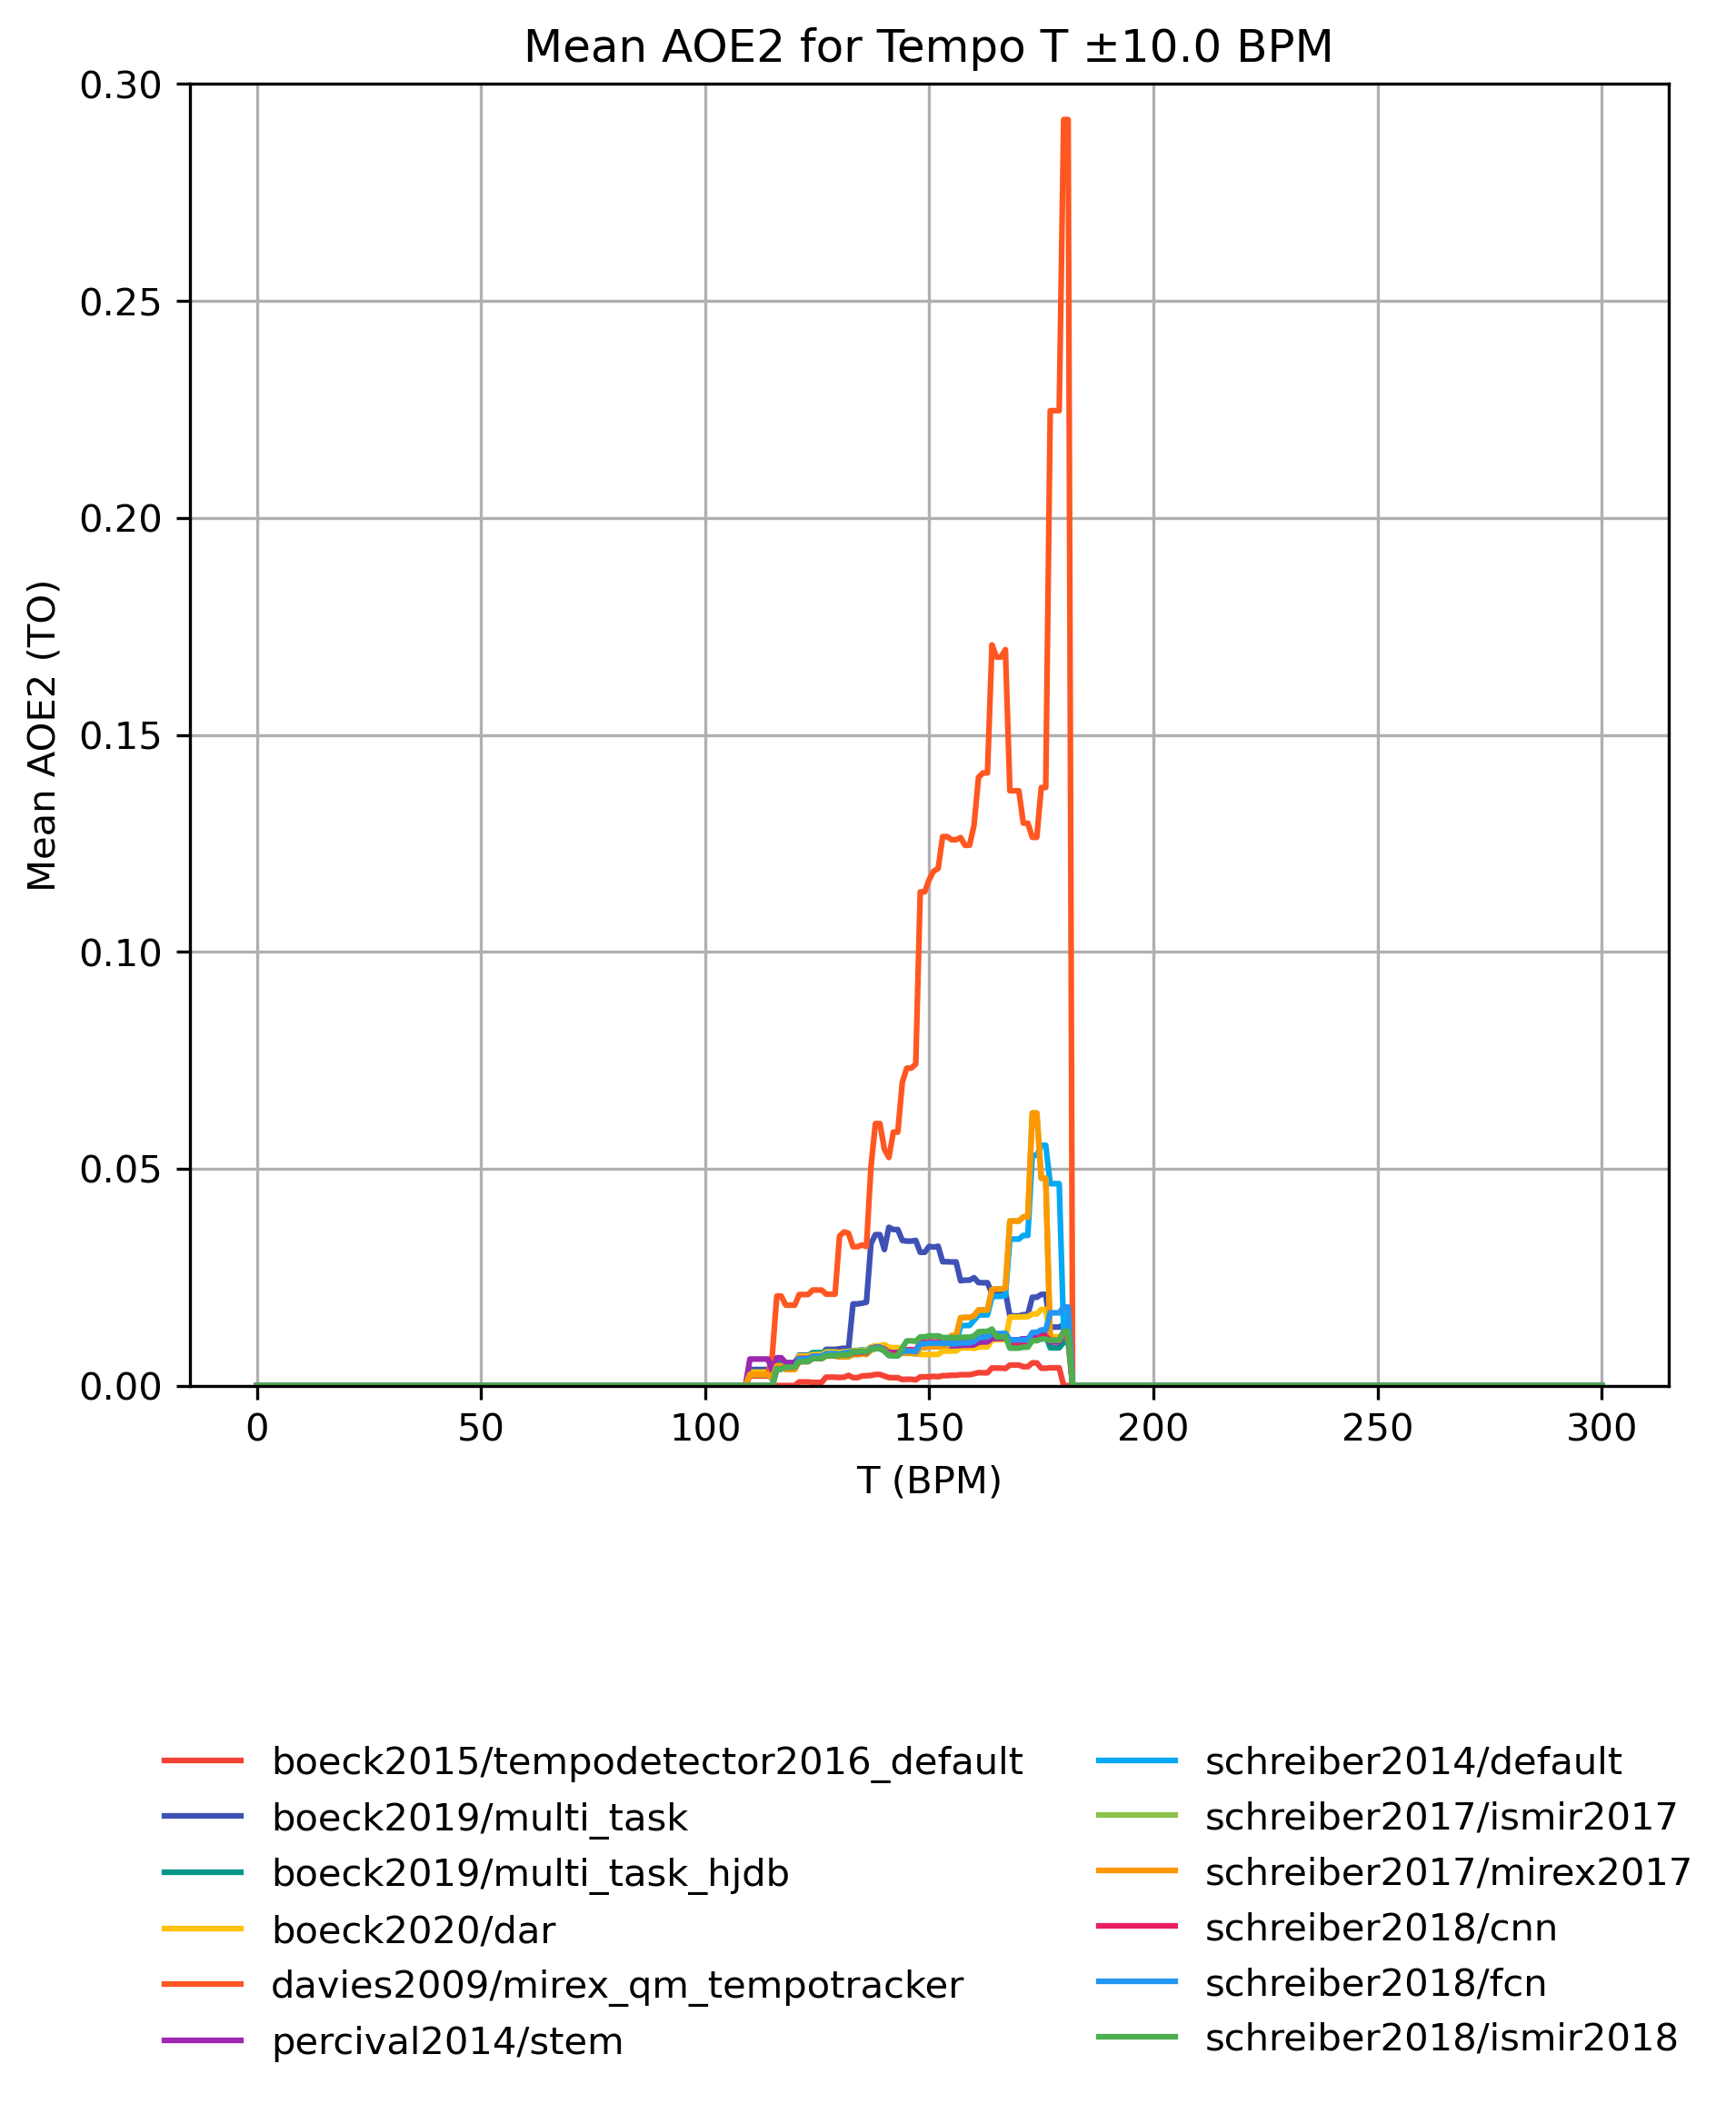 Mean AOE2 for Tempo T ±10.0 BPM
0.30
0.25
0.20
0.15
0.10
0.05
0.00
Mean AOE2 (TO)
0 50 100 150 200 250 300
T (BPM)
boeck2015/tempodetector2016_default
boeck2019/multi_task
boeck2019/multi_task_hjdb
boeck2020/dar
davies2009/mirex_qm_tempotracker
percival2014/stem
schreiber2014/default
schreiber2017/ismir2017
schreiber2017/mirex2017
schreiber2018/cnn
schreiber2018/fcn
schreiber2018/ismir2018